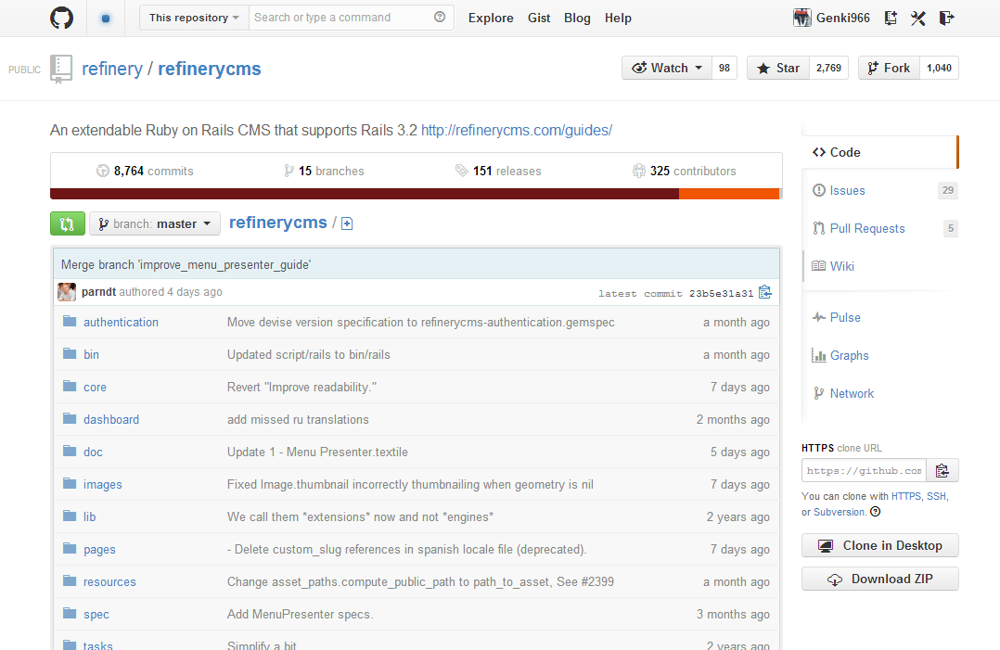 This repository Search or type a command Explore Gist Blog Help Genki966
PUBLIC refinery / refinerycms Watch 98 Star 2,769 Fork 1,040
An extendable Ruby on Rails CMS that supports Rails 3.2 http://refinerycms.com/guides/
8,764 commits 15 branches 151 releases 325 contributors
branch: master refinerycms /
Merge branch 'improve_menu_presenter_guide'
parndt authored 4 days ago latest commit 23b5e31a31
authentication Move devise version specification to refinerycms-authentication.gemspec a month ago
bin Updated script/rails to bin/rails a month ago
core Revert "Improve readability." 7 days ago
dashboard add missed ru translations 2 months ago
doc Update 1 - Menu Presenter.textile 5 days ago
images Fixed Image.thumbnail incorrectly thumbnailing when geometry is nil 7 days ago
lib We call them *extensions* now and not *engines* 2 years ago
pages - Delete custom_slug references in spanish locale file (deprecated). 7 days ago
resources Change asset_paths.compute_public_path to path_to_asset, See #2399 a month ago
spec Add MenuPresenter specs. 3 months ago
tasks Simplify a bit 2 years ago
Code
Issues 29
Pull Requests 5
Wiki
Pulse
Graphs
Network
HTTPS clone URL
https://github.com
You can clone with HTTPS, SSH,
or Subversion.
Clone in Desktop
Download ZIP